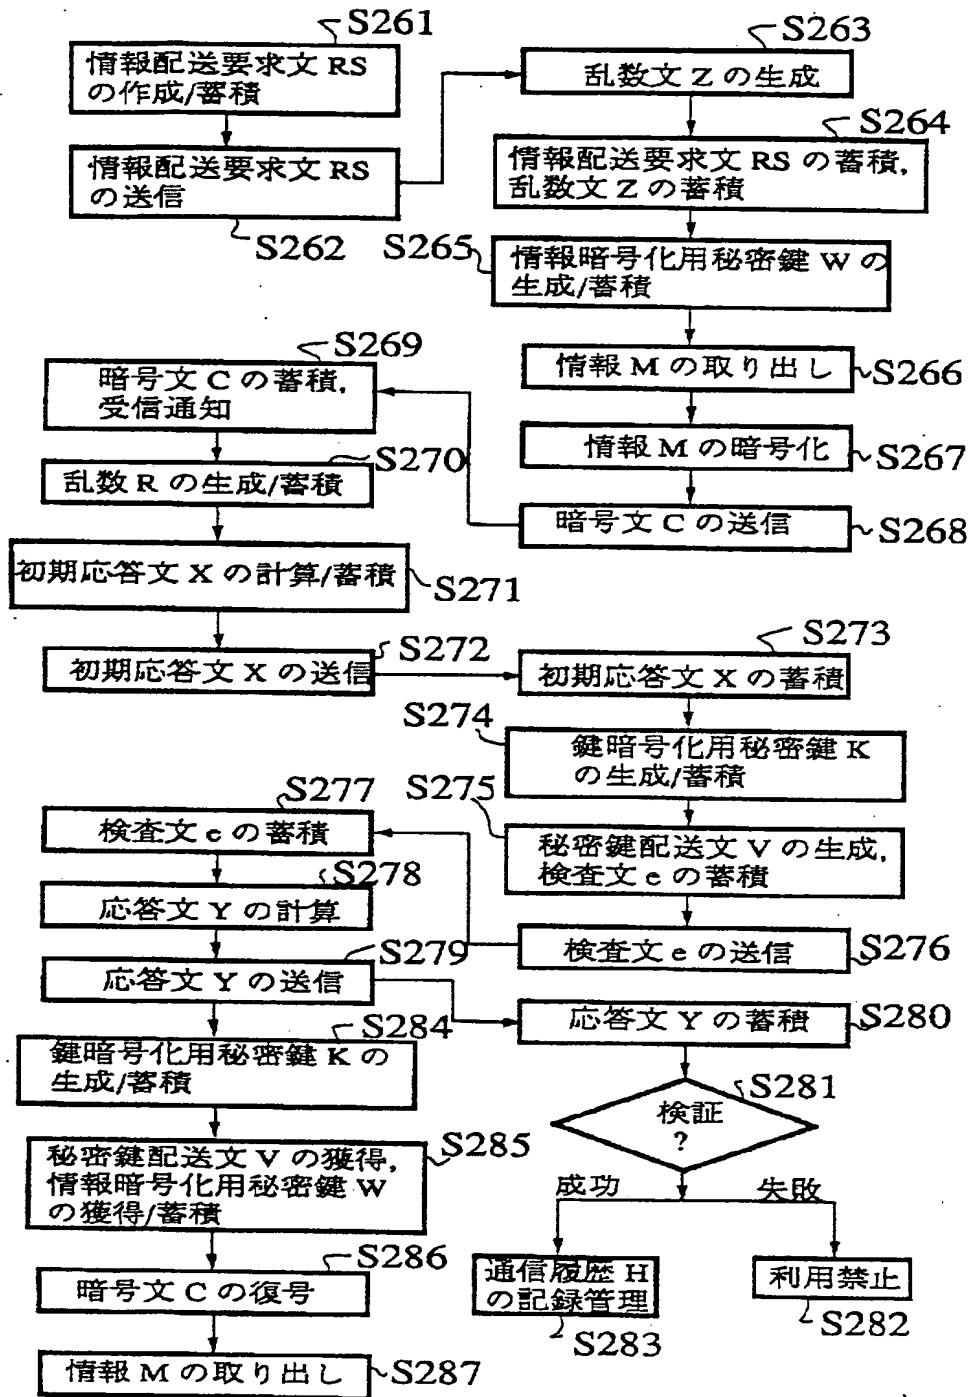 S261
情報配送要求文 RS
の作成/蓄積
情報配送要求文 RS
の送信
S262
S263
乱数文 Z の生成
S264
情報配送要求文 RS の蓄積,
乱数文 Z の蓄積
S265
情報暗号化用秘密鍵 W の
生成/蓄積
情報 M の取り出し
S266
情報 M の暗号化
S267
暗号文 C の送信
S268
S269
暗号文 C の蓄積,
受信通知
S270
乱数 R の生成/蓄積
初期応答文 X の計算/蓄積
S271
初期応答文 X の送信
S272
S273
初期応答文 X の蓄積
S274
鍵暗号化用秘密鍵 K
の生成/蓄積
S275
秘密鍵配送文 V の生成,
検査文 e の蓄積
検査文 e の送信
S276
S277
検査文 e の蓄積
S278
応答文 Y の計算
S279
応答文 Y の送信
応答文 Y の蓄積
S280
S281
検証
?
成功
失敗
通信履歴 H
の記録管理
S283
利用禁止
S282
S284
鍵暗号化用秘密鍵 K の
生成/蓄積
秘密鍵配送文 V の獲得,
情報暗号化用秘密鍵 W
の獲得/蓄積
S285
S286
暗号文 C の復号
情報 M の取り出し
S287